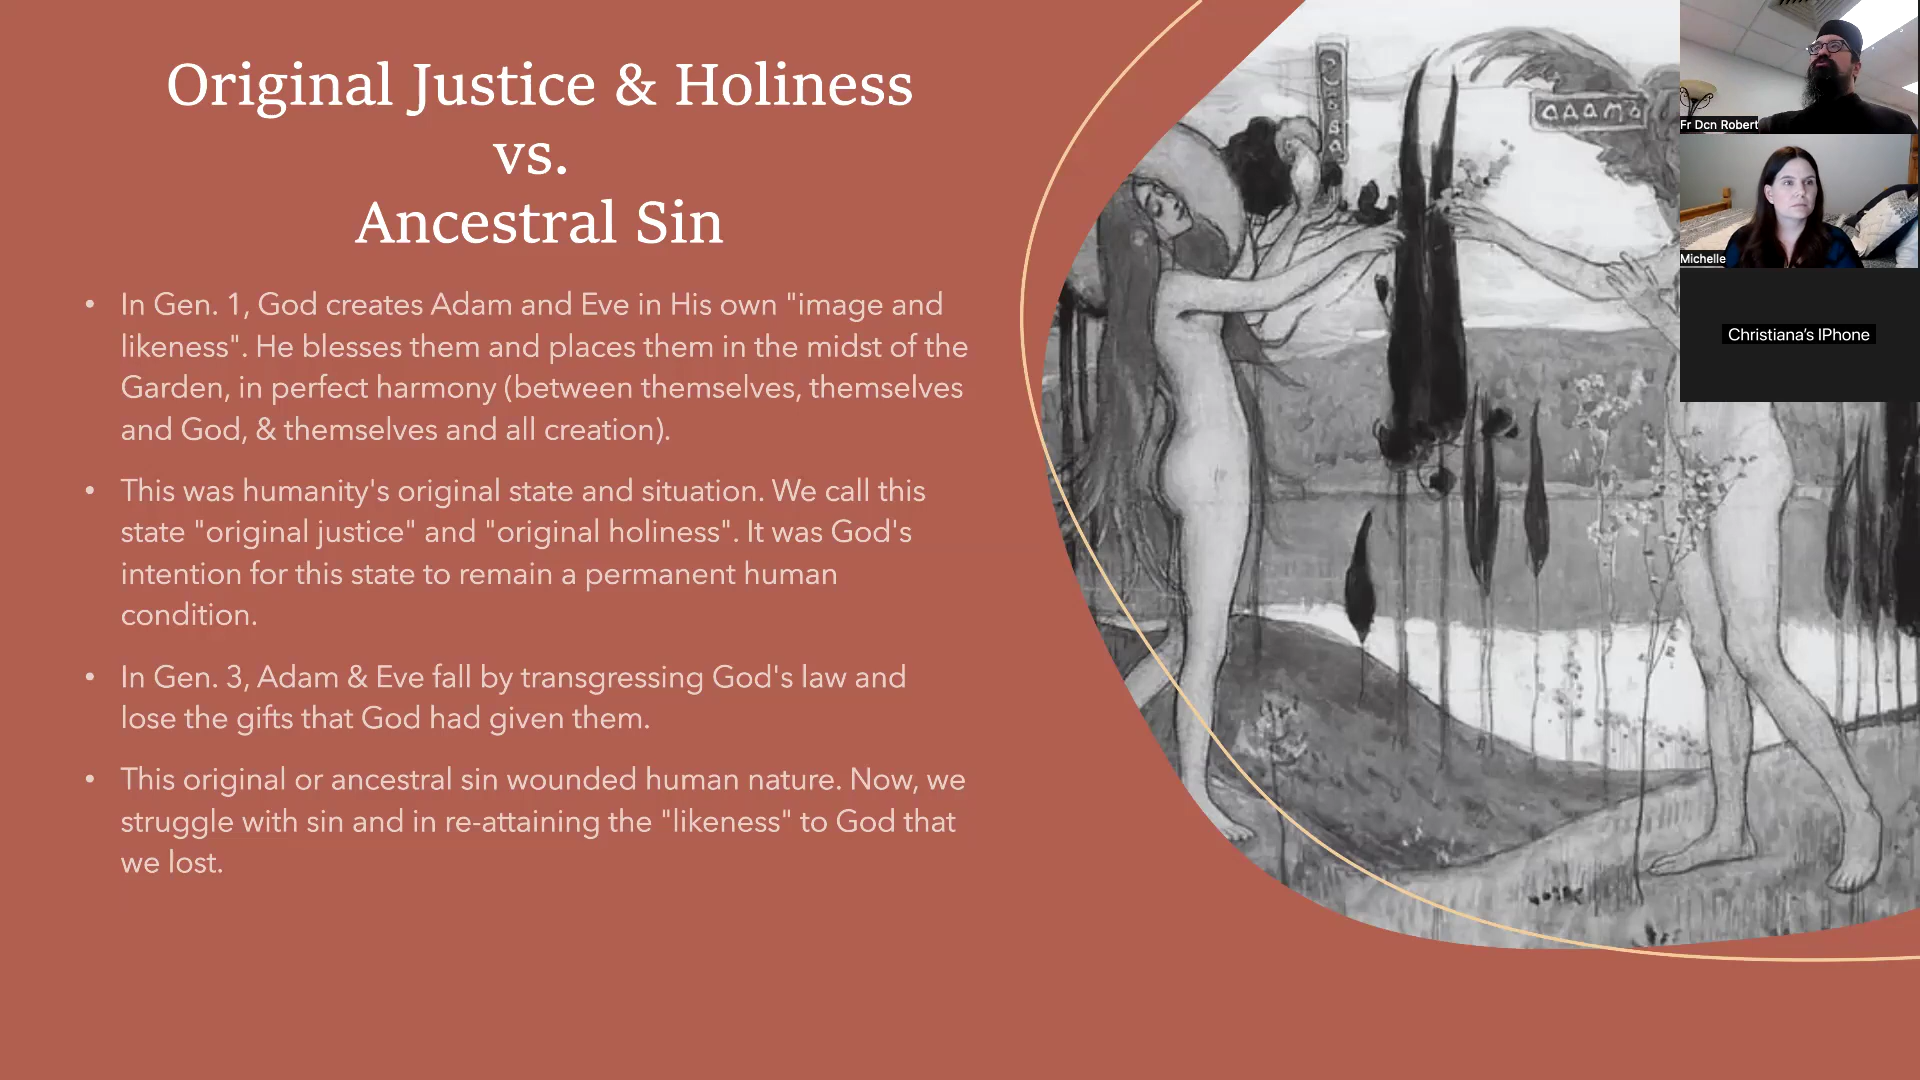 Original Justice & Holiness
vs.
Ancestral Sin
• In Gen. 1, God creates Adam and Eve in His own "image and
likeness". He blesses them and places them in the midst of the
Garden, in perfect harmony (between themselves, themselves
and God, & themselves and all creation).
• This was humanity's original state and situation. We call this
state "original justice" and "original holiness". It was God's
intention for this state to remain a permanent human
condition.
• In Gen. 3, Adam & Eve fall by transgressing God's law and
lose the gifts that God had given them.
• This original or ancestral sin wounded human nature. Now, we
struggle with sin and in re-attaining the "likeness" to God that
we lost.
Fr Dcn Robert
Michelle
Christiana's IPhone